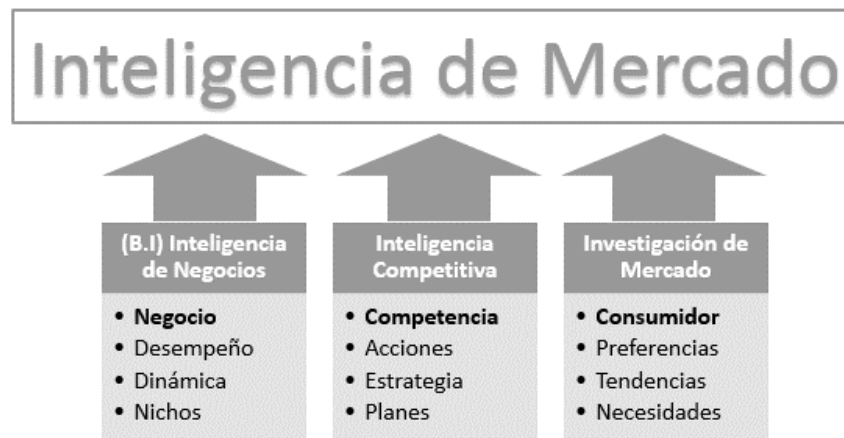 Inteligencia de Mercado
(B.I) Inteligencia
de Negocios
• Negocio
• Desempeño
• Dinámica
• Nichos
Inteligencia
Competitiva
• Competencia
• Acciones
• Estrategia
• Planes
Investigación de
Mercado
• Consumidor
• Preferencias
• Tendencias
• Necesidades